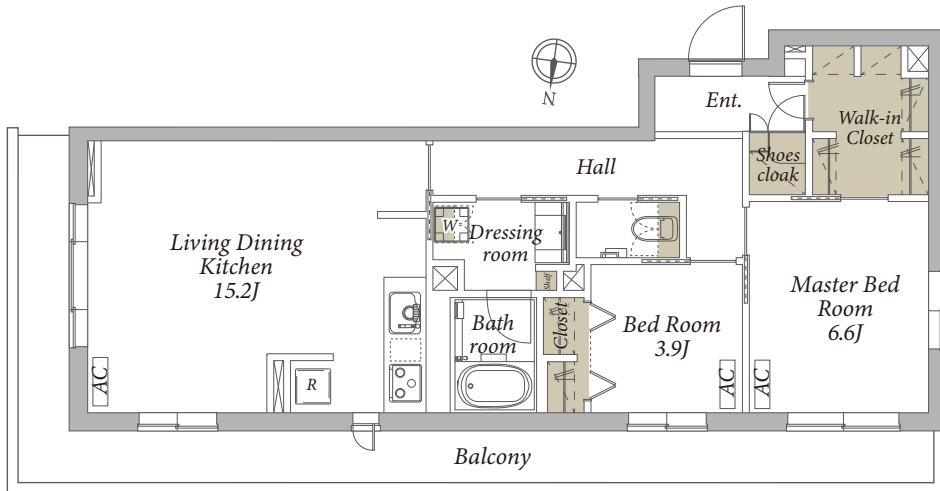 N
Ent.
Walk-in
Closet
Shoes
cloak
Hall
W
Dressing
room
Living Dining
Kitchen
15.2J
Shelf
Master Bed
Room
6.6J
Bath
room
Closet
Bed Room
3.9J
AC
R
AC
AC
Balcony